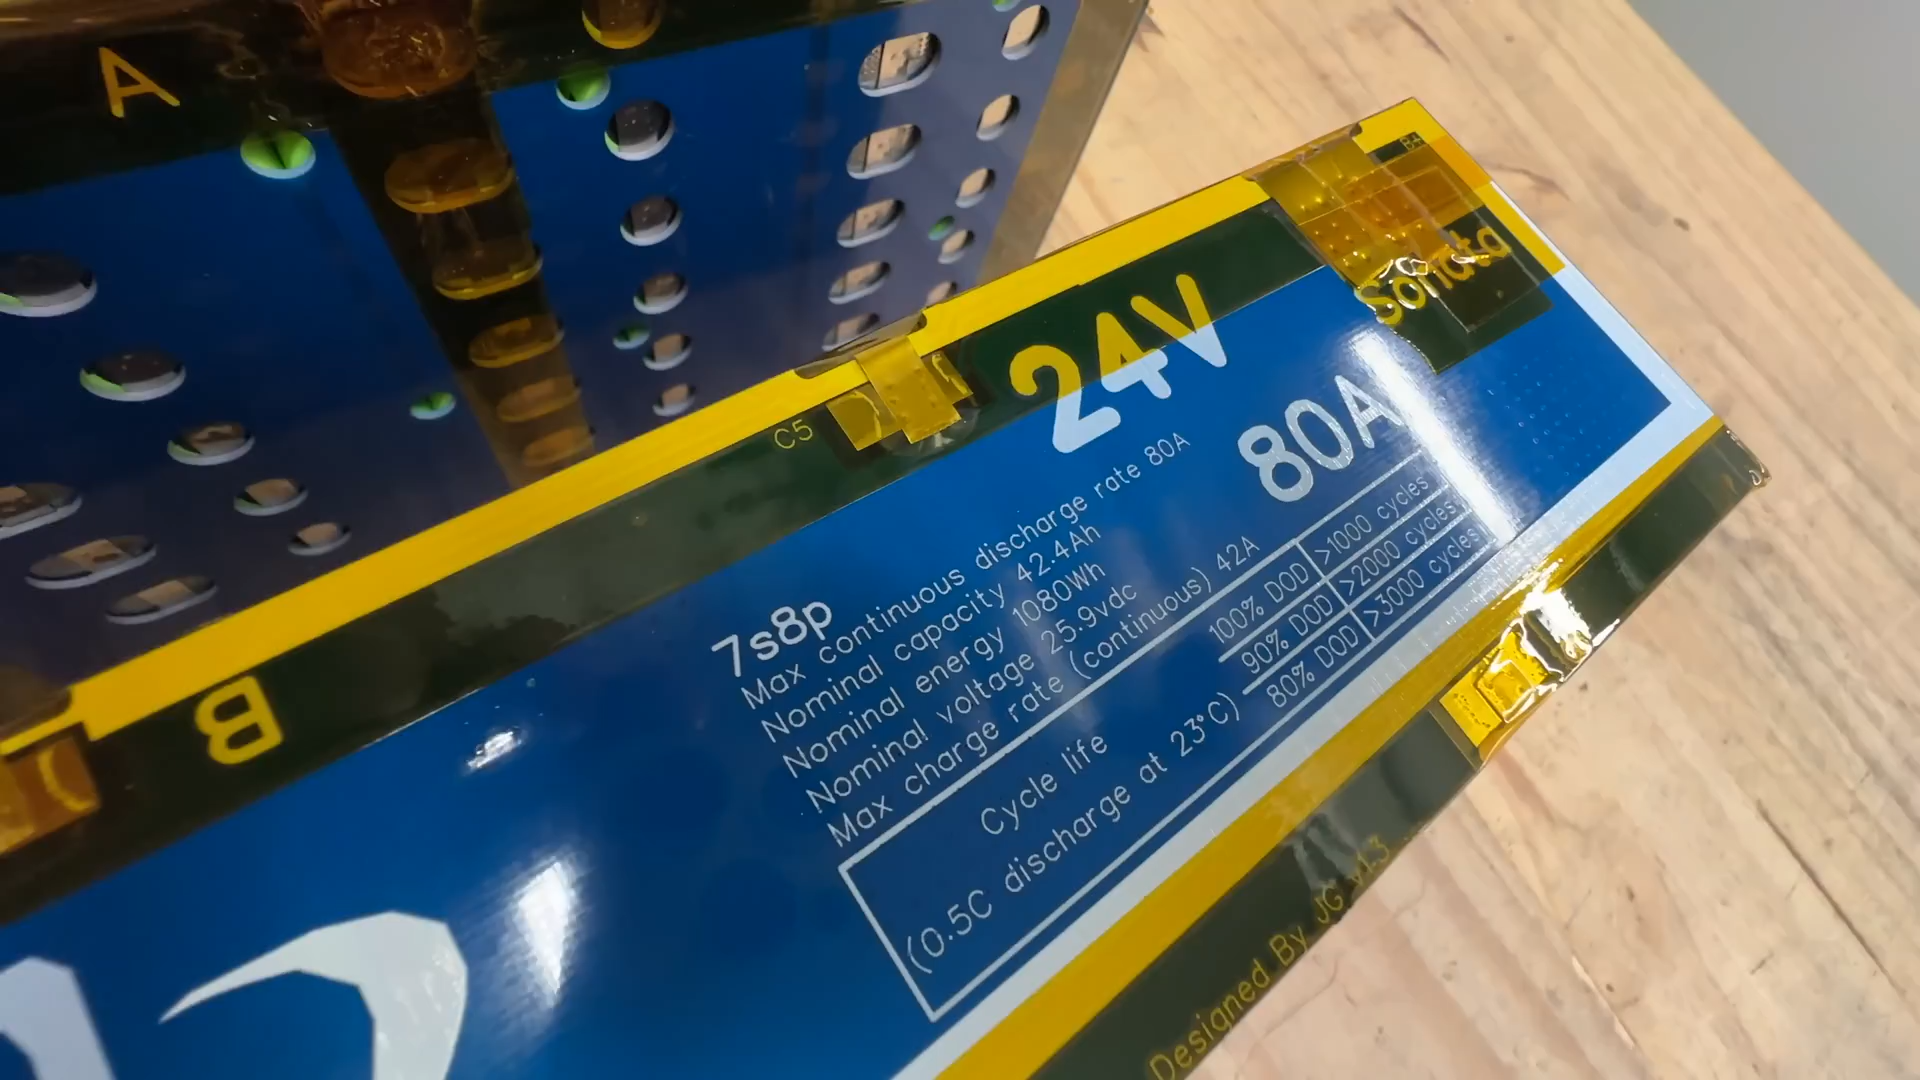 A
B+
Sonata
24V
80A
C5
7s8p
Max continuous discharge rate 80A
Nominal capacity 42.4Ah
Nominal energy 1080Wh
Nominal voltage 25.9vdc
Max charge rate (continuous) 42A
Cycle life
(0.5C discharge at 23°C)
100% DOD >1000 cycles
90% DOD >2000 cycles
80% DOD >3000 cycles
B
Designed By JG v1.3